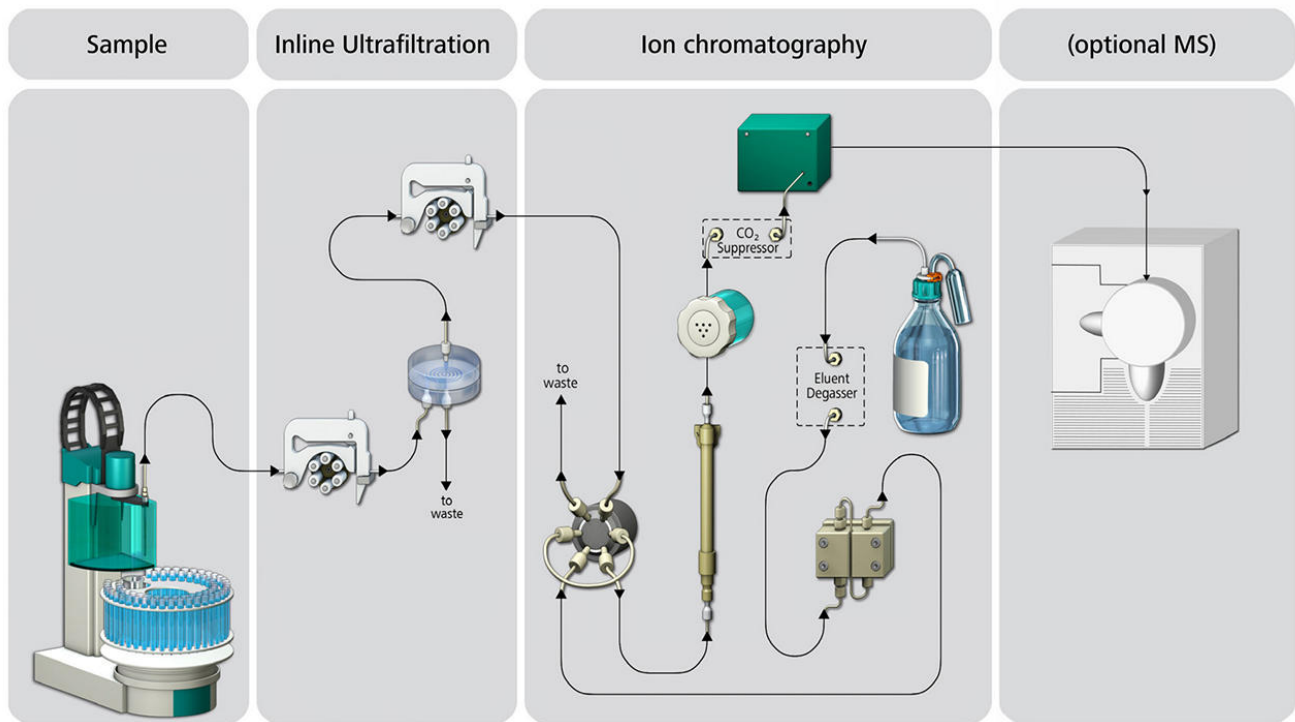 Sample
Inline Ultrafiltration
Ion chromatography
(optional MS)
CO₂
Suppressor
to
waste
Eluent
Degasser
to
waste